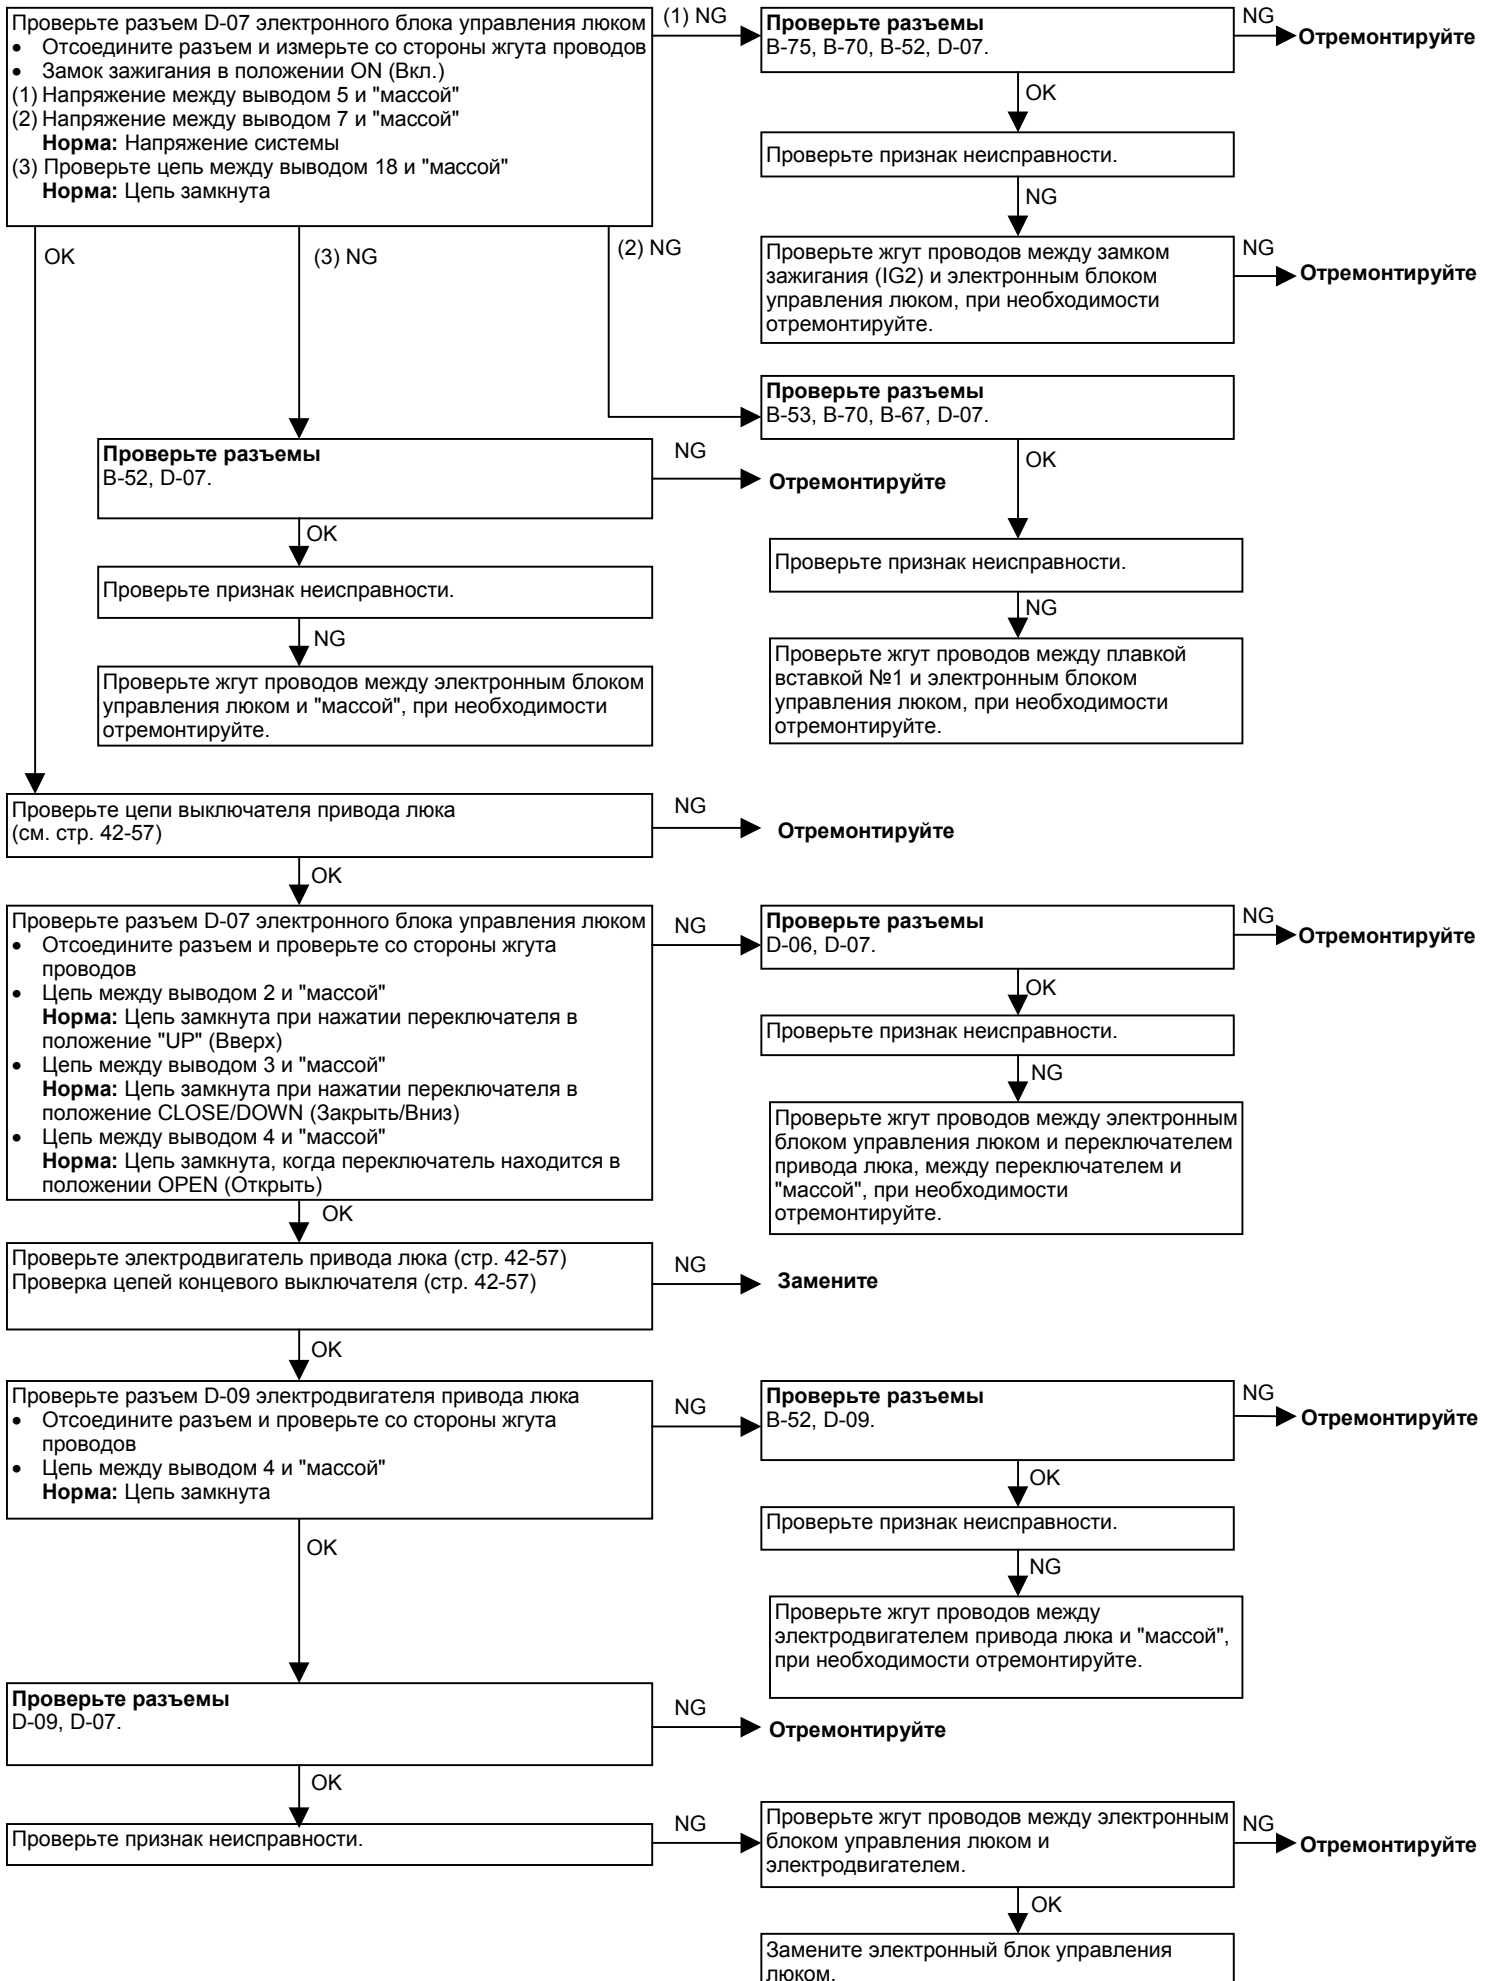 Проверьте разъем D-07 электронного блока управления люком
• Отсоедините разъем и измерьте со стороны жгута проводов
• Замок зажигания в положении ON (Вкл.)
(1) Напряжение между выводом 5 и "массой"
(2) Напряжение между выводом 7 и "массой"
Норма: Напряжение системы
(3) Проверьте цепь между выводом 18 и "массой"
Норма: Цепь замкнута
(1) NG
Проверьте разъемы
B-75, B-70, B-52, D-07.
NG
Отремонтируйте
OK
Проверьте признак неисправности.
NG
Проверьте жгут проводов между замком
зажигания (IG2) и электронным блоком
управления люком, при необходимости
отремонтируйте.
NG
Отремонтируйте
OK
(3) NG
(2) NG
Проверьте разъемы
B-53, B-70, B-67, D-07.
OK
Проверьте признак неисправности.
NG
Проверьте жгут проводов между плавкой
вставкой №1 и электронным блоком
управления люком, при необходимости
отремонтируйте.
Проверьте разъемы
B-52, D-07.
NG
Отремонтируйте
OK
Проверьте признак неисправности.
NG
Проверьте жгут проводов между электронным блоком
управления люком и "массой", при необходимости
отремонтируйте.
Проверьте цепи выключателя привода люка
(см. стр. 42-57)
NG
Отремонтируйте
OK
Проверьте разъем D-07 электронного блока управления люком
• Отсоедините разъем и проверьте со стороны жгута
проводов
• Цепь между выводом 2 и "массой"
Норма: Цепь замкнута при нажатии переключателя в
положение "UP" (Вверх)
• Цепь между выводом 3 и "массой"
Норма: Цепь замкнута при нажатии переключателя в
положение CLOSE/DOWN (Закрыть/Вниз)
• Цепь между выводом 4 и "массой"
Норма: Цепь замкнута, когда переключатель находится в
положении OPEN (Открыть)
NG
Проверьте разъемы
D-06, D-07.
NG
Отремонтируйте
OK
Проверьте признак неисправности.
NG
Проверьте жгут проводов между электронным
блоком управления люком и переключателем
привода люка, между переключателем и
"массой", при необходимости
отремонтируйте.
OK
Проверьте электродвигатель привода люка (стр. 42-57)
Проверка цепей концевого выключателя (стр. 42-57)
NG
Замените
OK
Проверьте разъем D-09 электродвигателя привода люка
• Отсоедините разъем и проверьте со стороны жгута
проводов
• Цепь между выводом 4 и "массой"
Норма: Цепь замкнута
NG
Проверьте разъемы
B-52, D-09.
NG
Отремонтируйте
OK
Проверьте признак неисправности.
NG
Проверьте жгут проводов между
электродвигателем привода люка и "массой",
при необходимости отремонтируйте.
OK
Проверьте разъемы
D-09, D-07.
NG
Отремонтируйте
OK
Проверьте признак неисправности.
NG
Проверьте жгут проводов между электронным
блоком управления люком и
электродвигателем.
NG
Отремонтируйте
OK
Замените электронный блок управления
люком.